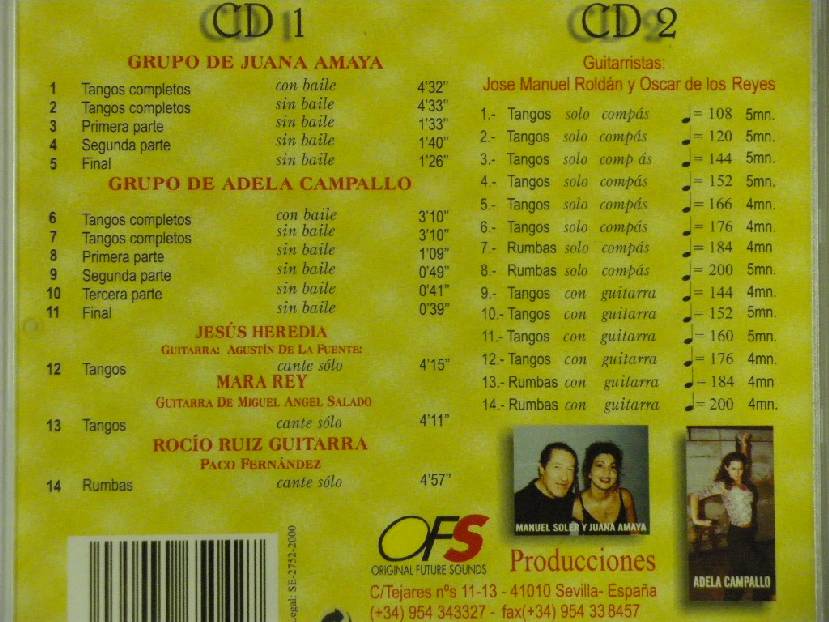 CD 1
GRUPO DE JUANA AMAYA
1 Tangos completos con baile 4'32"
2 Tangos completos sin baile 4'33"
3 Primera parte sin baile 1'33"
4 Segunda parte sin baile 1'40"
5 Final sin baile 1'26"
GRUPO DE ADELA CAMPALLO
6 Tangos completos con baile 3'10"
7 Tangos completos sin baile 3'10"
8 Primera parte sin baile 1'09"
9 Segunda parte sin baile 0'49"
10 Tercera parte sin baile 0'41"
11 Final sin baile 0'39"
JESÚS HEREDIA
GUITARRA: AGUSTÍN DE LA FUENTE:
12 Tangos cante sólo 4'15"
MARA REY
GUITARRA DE MIGUEL ANGEL SALADO
13 Tangos cante sólo 4'11"
ROCÍO RUIZ GUITARRA
PACO FERNÁNDEZ
14 Rumbas cante sólo 4'57"
CD 2
Guitarristas:
Jose Manuel Roldán y Oscar de los Reyes
1.- Tangos solo compás = 108 5mn.
2.- Tangos solo compás = 120 5mn.
3.- Tangos solo comp ás = 144 5mn.
4.- Tangos solo compás = 152 5mn.
5.- Tangos solo compás = 166 4mn.
6.- Tangos solo compás = 176 4mn.
7.- Rumbas solo compás = 184 4mn
8.- Rumbas solo compás = 200 5mn.
9.- Tangos con guitarra = 144 4mn.
10.- Tangos con guitarra = 152 5mn.
11.- Tangos con guitarra = 160 5mn.
12.- Tangos con guitarra = 176 4mn.
13.- Rumbas con guitarra = 184 4mn
14.- Rumbas con guitarra = 200 4mn.
MANUEL SOLER Y JUANA AMAYA
ADELA CAMPALLO
OFS
ORIGINAL FUTURE SOUNDS
Producciones
C/Tejares nºs 11-13 - 41010 Sevilla- España
(+34) 954 343327 - fax(+34) 954 33 8457
Legal: SE-2752-2000